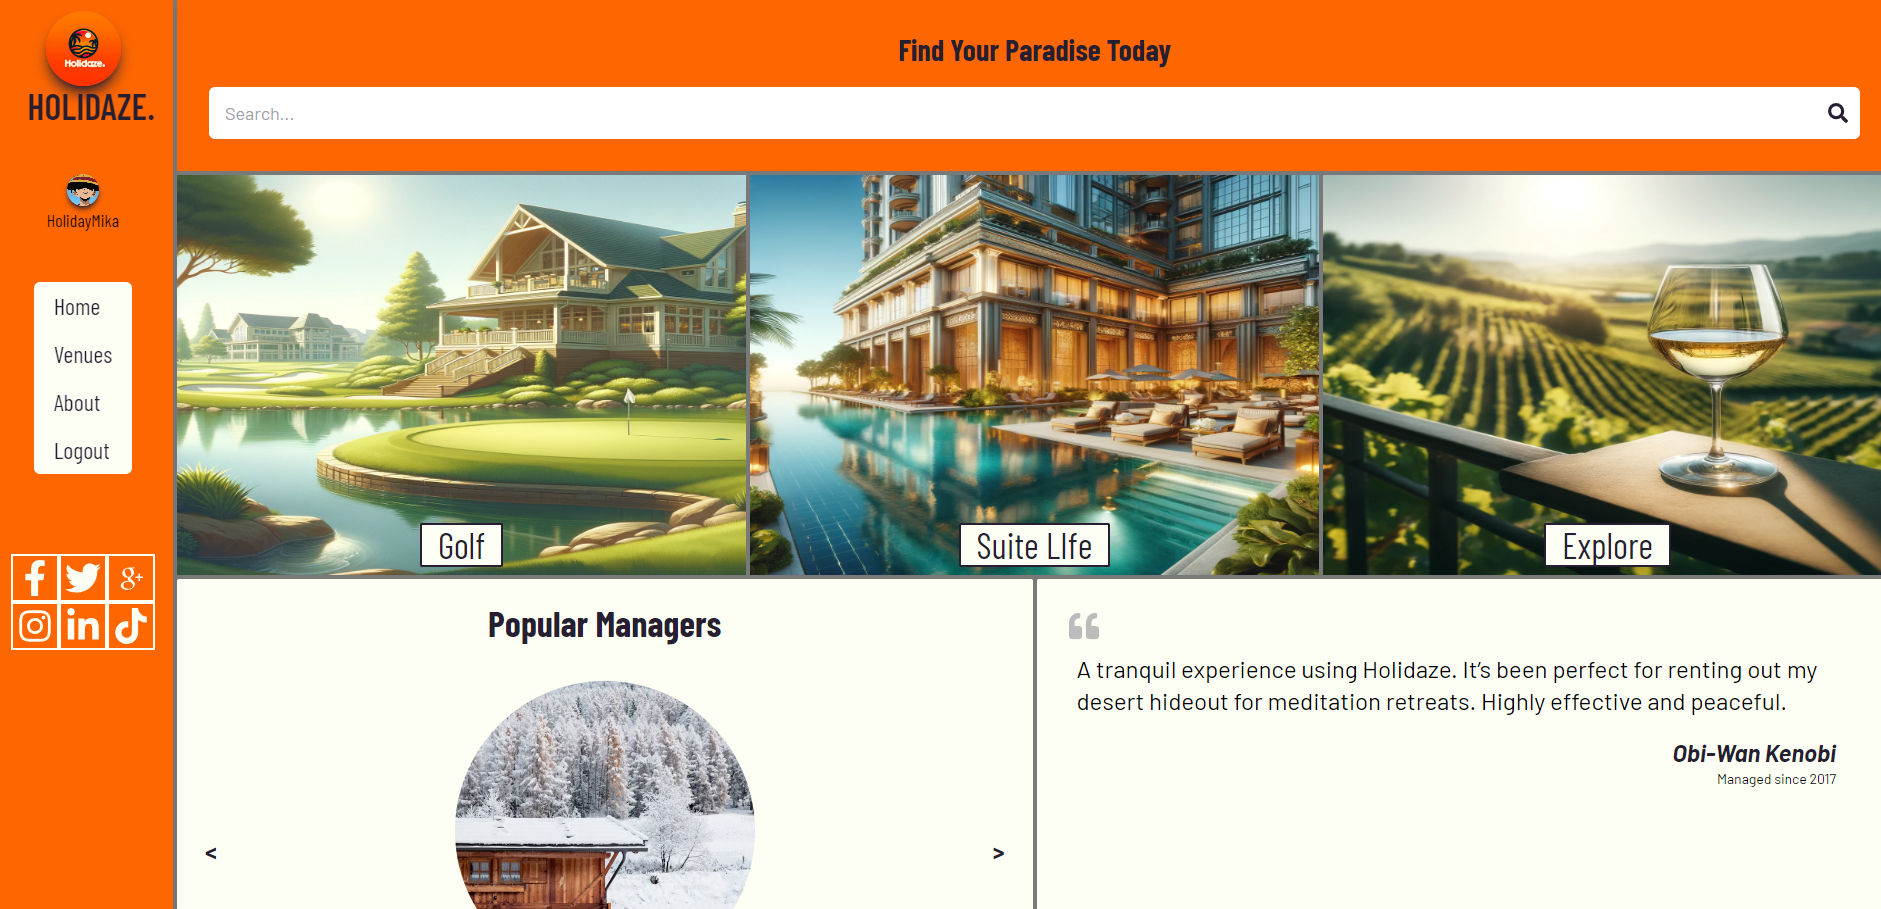 Holidaze.
HOLIDAZE.
HolidayMika
Home
Venues
About
Logout
g+
in
Find Your Paradise Today
Search...
Golf
Suite LIfe
Explore
Popular Managers
<
>
“
A tranquil experience using Holidaze. It’s been perfect for renting out my
desert hideout for meditation retreats. Highly effective and peaceful.
Obi-Wan Kenobi
Managed since 2017